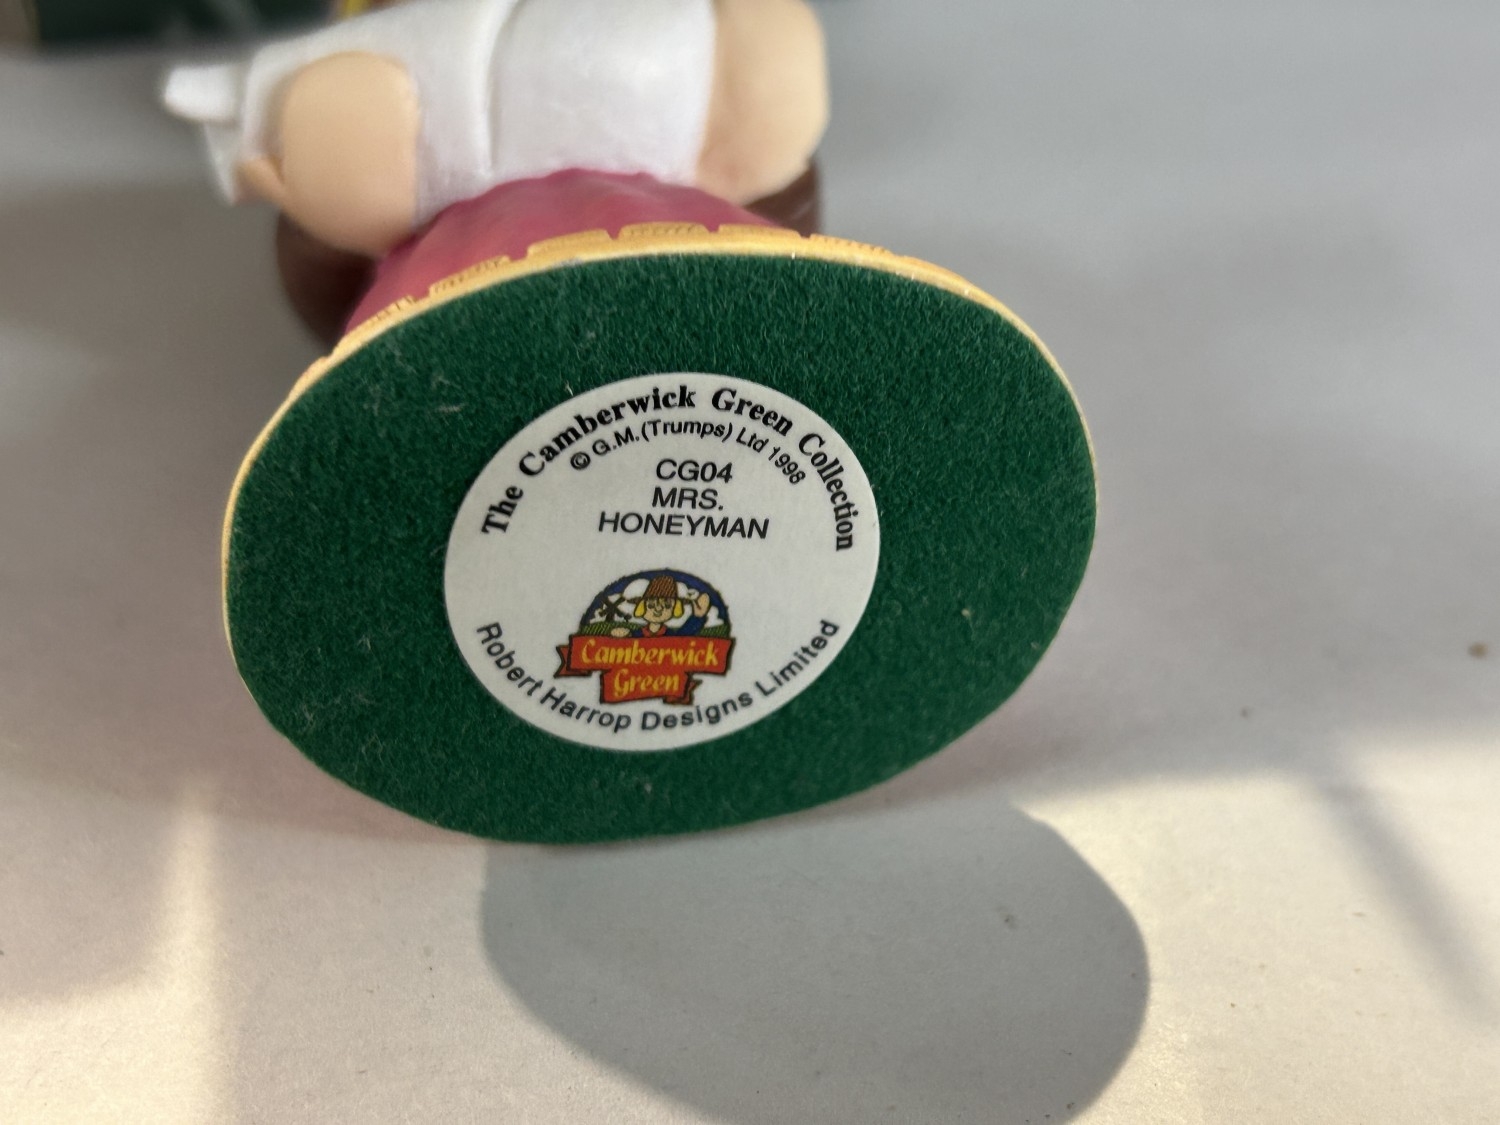 The Camberwick Green Collection
© G.M.(Trumps) Ltd 1998
CG04
MRS.
HONEYMAN
Camberwick
Green
Robert Harrop Designs Limited